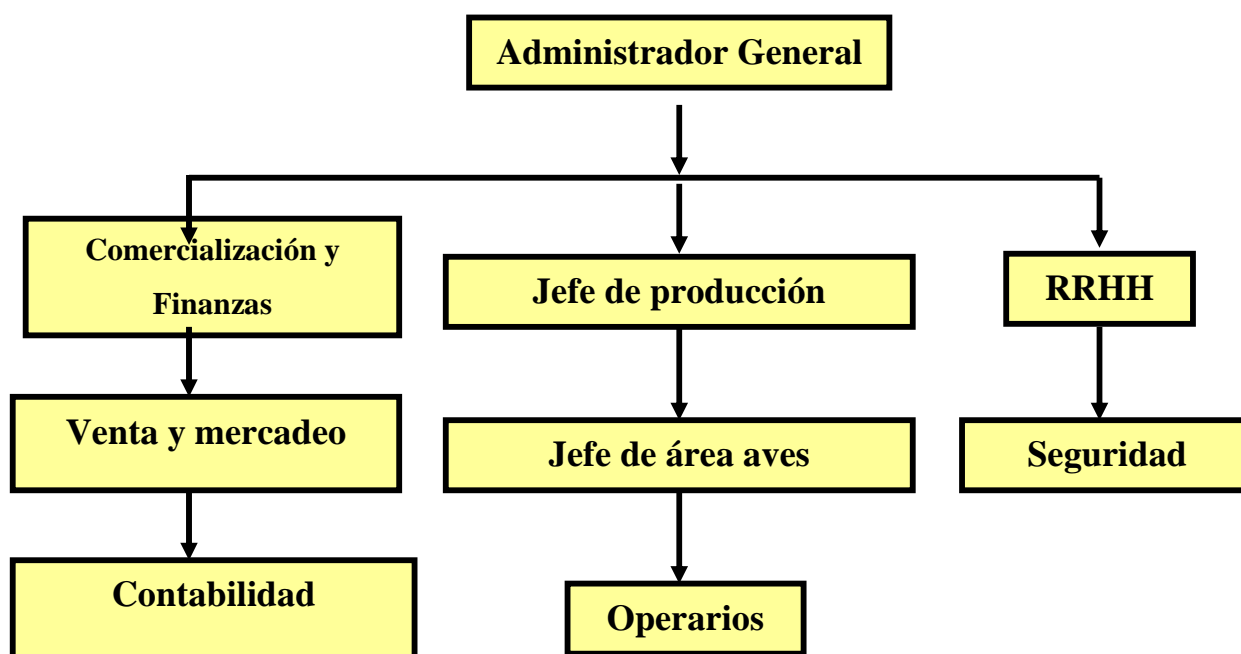 Administrador General
Comercialización y
Finanzas
Jefe de producción
RRHH
Venta y mercadeo
Jefe de área aves
Seguridad
Contabilidad
Operarios